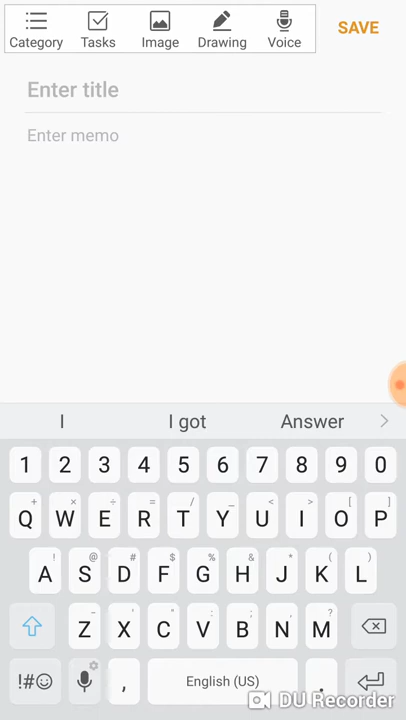 Category Tasks Image Drawing Voice SAVE
Enter title
Enter memo
I I got Answer >
1 2 3 4 5 6 7 8 9 0
+ × ÷ = / _ < > [ ]
Q W E R T Y U I O P
! @ # $ % & * ( )
A S D F G H J K L
- ' " : ; , ?
Z X C V B N M
!#☺ , English (US) .
DU Recorder